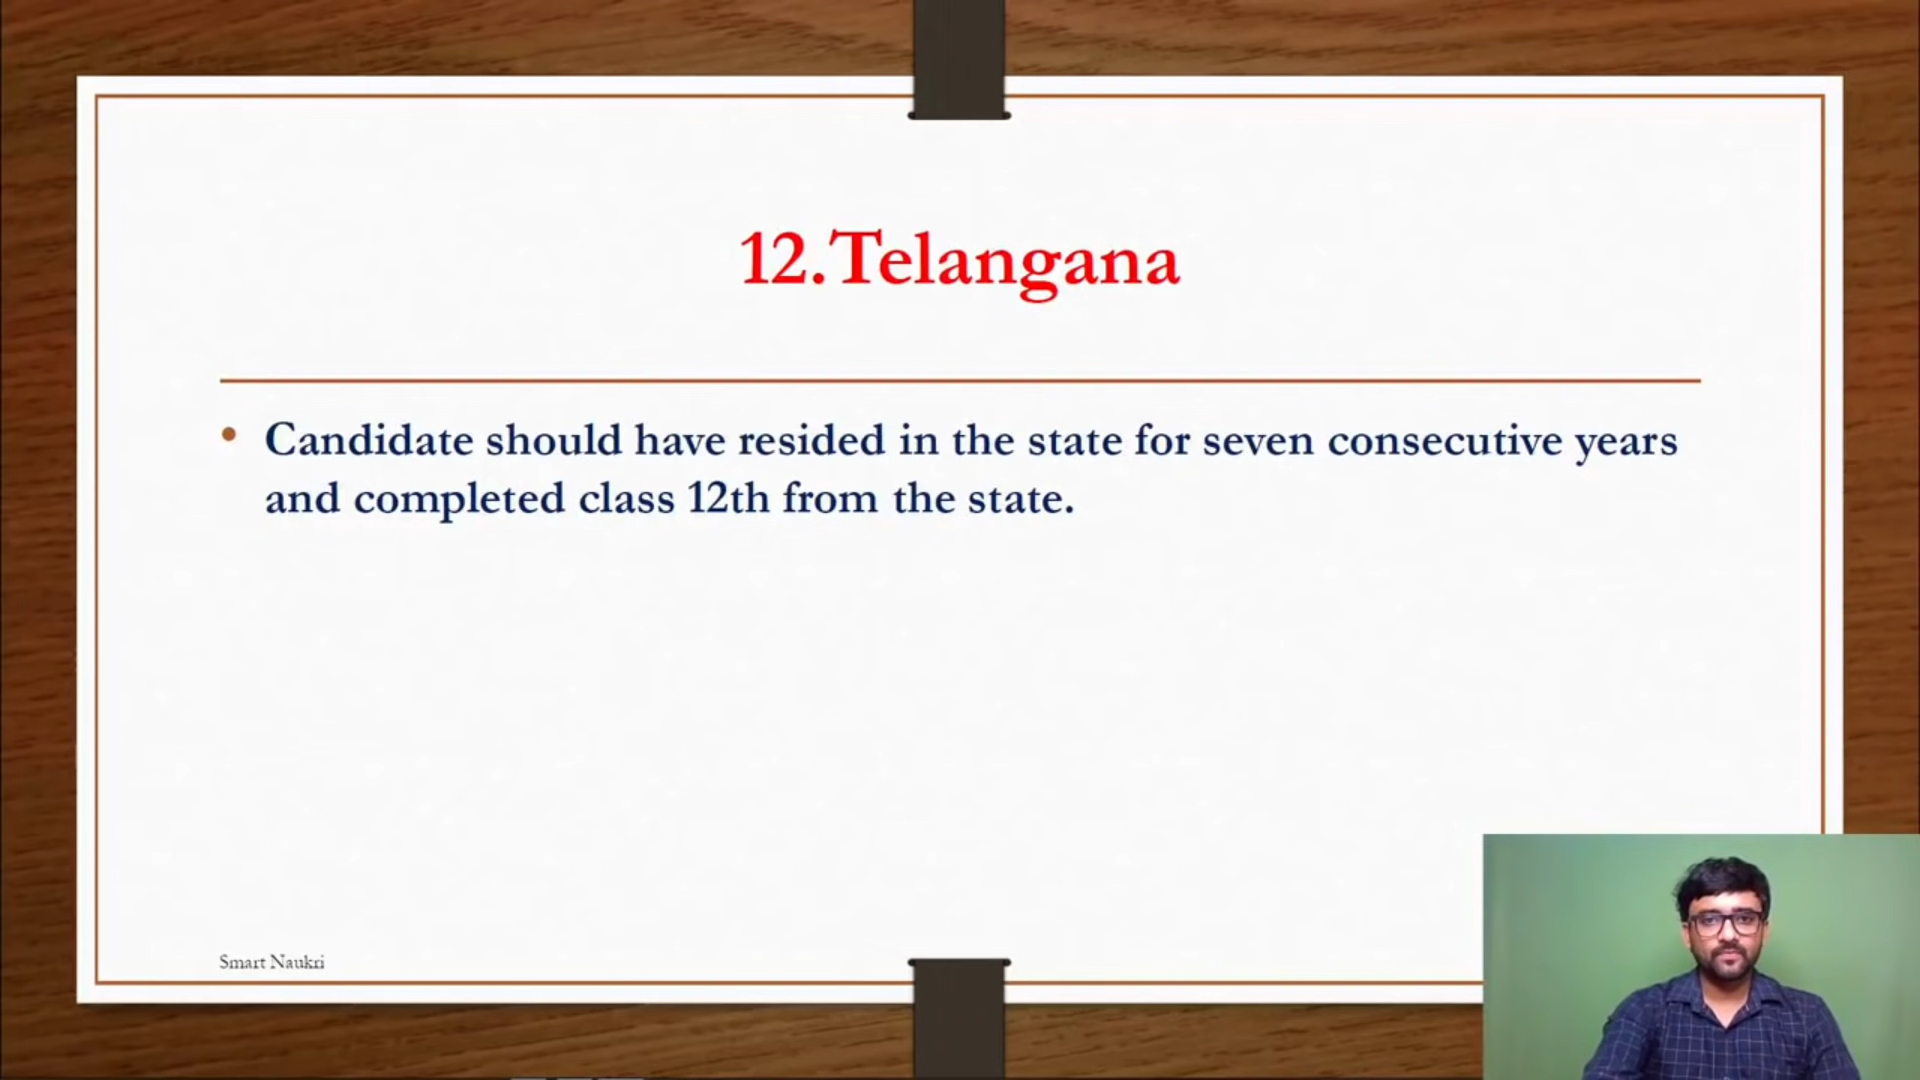 12.Telangana
• Candidate should have resided in the state for seven consecutive years
and completed class 12th from the state.
Smart Naukri